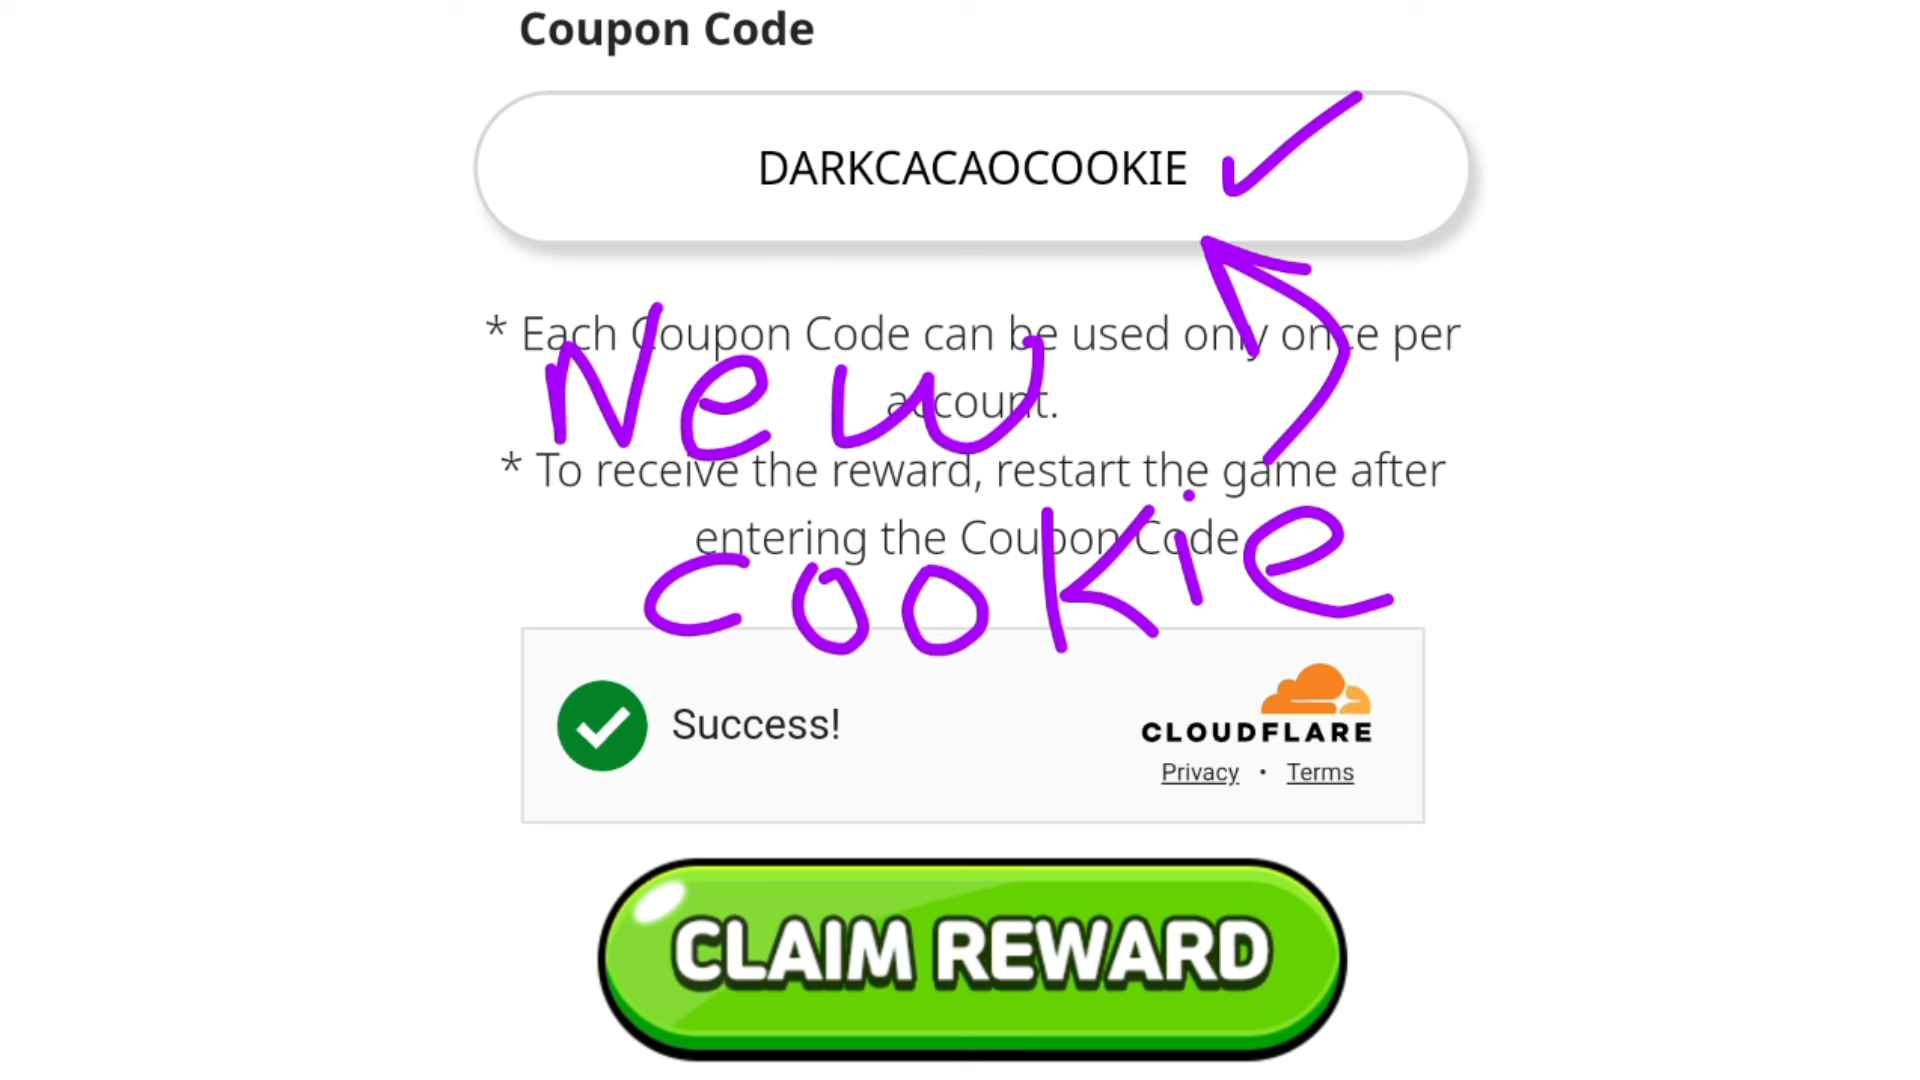 Coupon Code
DARKCACAOCOOKIE
* Each Coupon Code can be used only once per
account.
New
* To receive the reward, restart the game after
entering the Coupon Code
cookie
Success!
CLOUDFLARE
Privacy • Terms
CLAIM REWARD